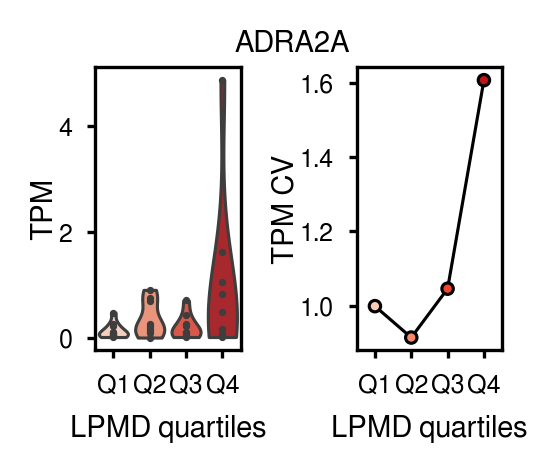 ADRA2A
TPM
4
2
0
Q1 Q2 Q3 Q4
LPMD quartiles
TPM CV
1.6
1.4
1.2
1.0
Q1 Q2 Q3 Q4
LPMD quartiles